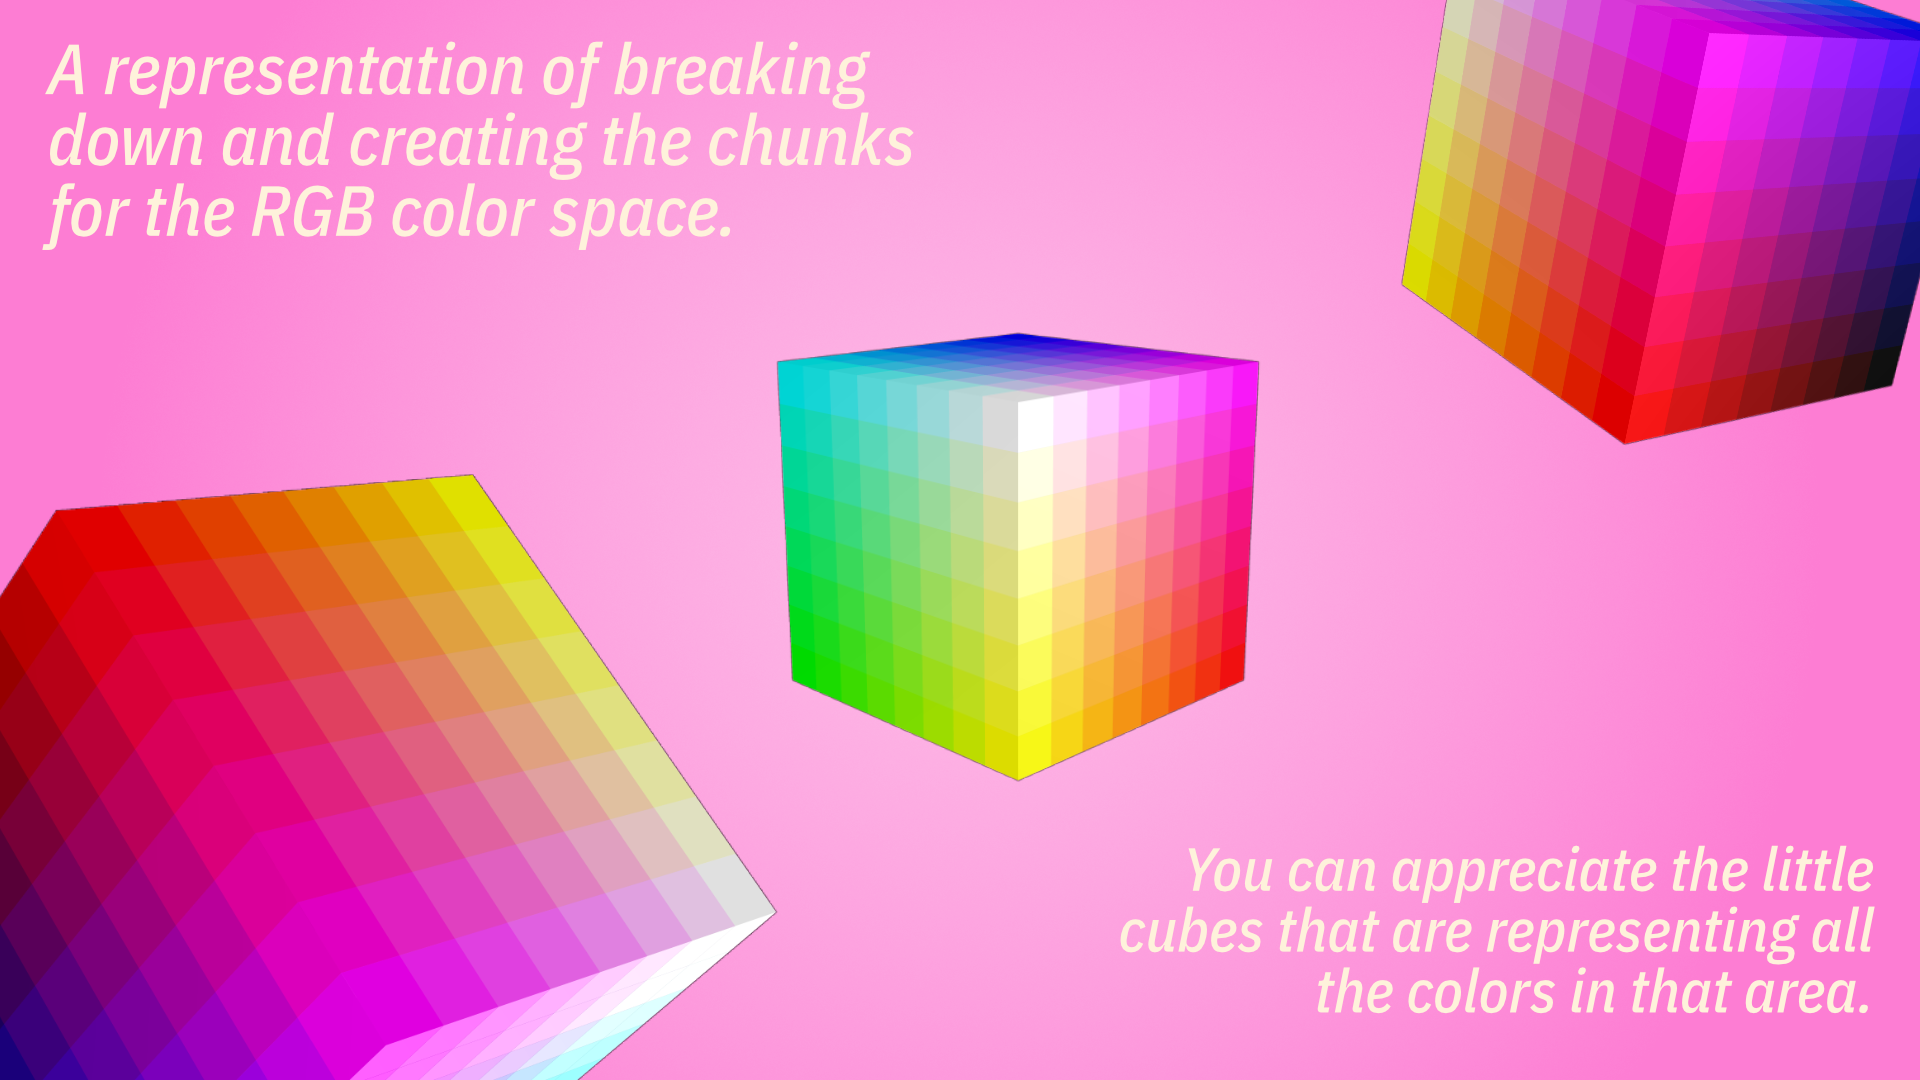 A representation of breaking
down and creating the chunks
for the RGB color space.
You can appreciate the little
cubes that are representing all
the colors in that area.